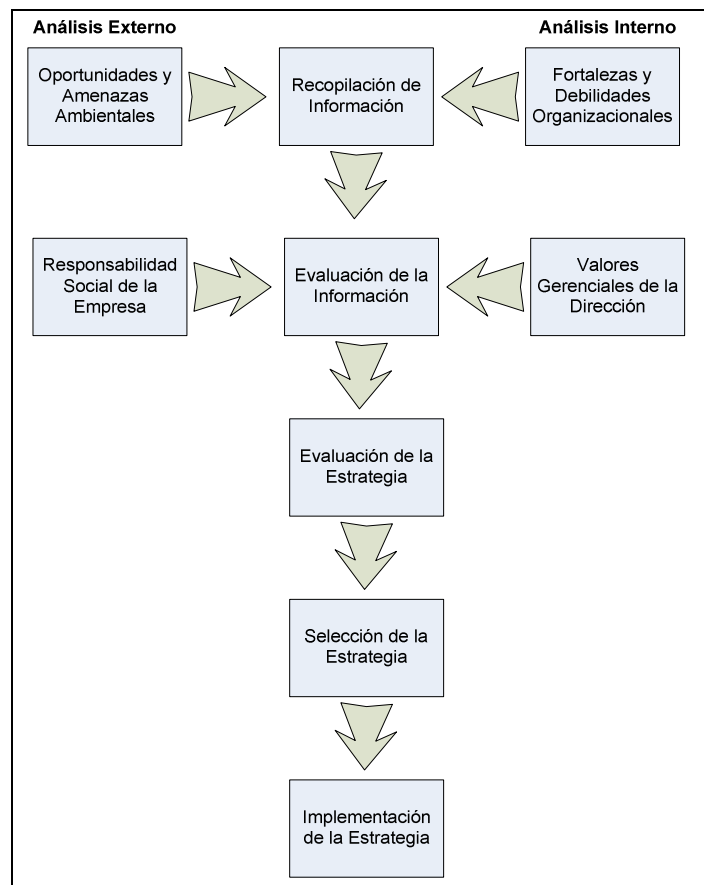 Análisis Externo
Análisis Interno
Oportunidades y
Amenazas
Ambientales
Recopilación de
Información
Fortalezas y
Debilidades
Organizacionales
Responsabilidad
Social de la
Empresa
Evaluación de la
Información
Valores
Gerenciales de la
Dirección
Evaluación de la
Estrategia
Selección de la
Estrategia
Implementación
de la Estrategia